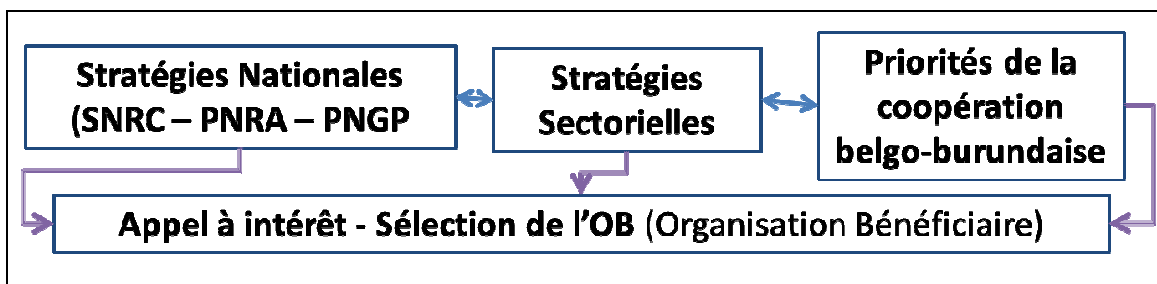 Stratégies Nationales
(SNRC – PNRA – PNGP
Stratégies
Sectorielles
Priorités de la
coopération
belgo-burundaise
Appel à intérêt - Sélection de l'OB (Organisation Bénéficiaire)